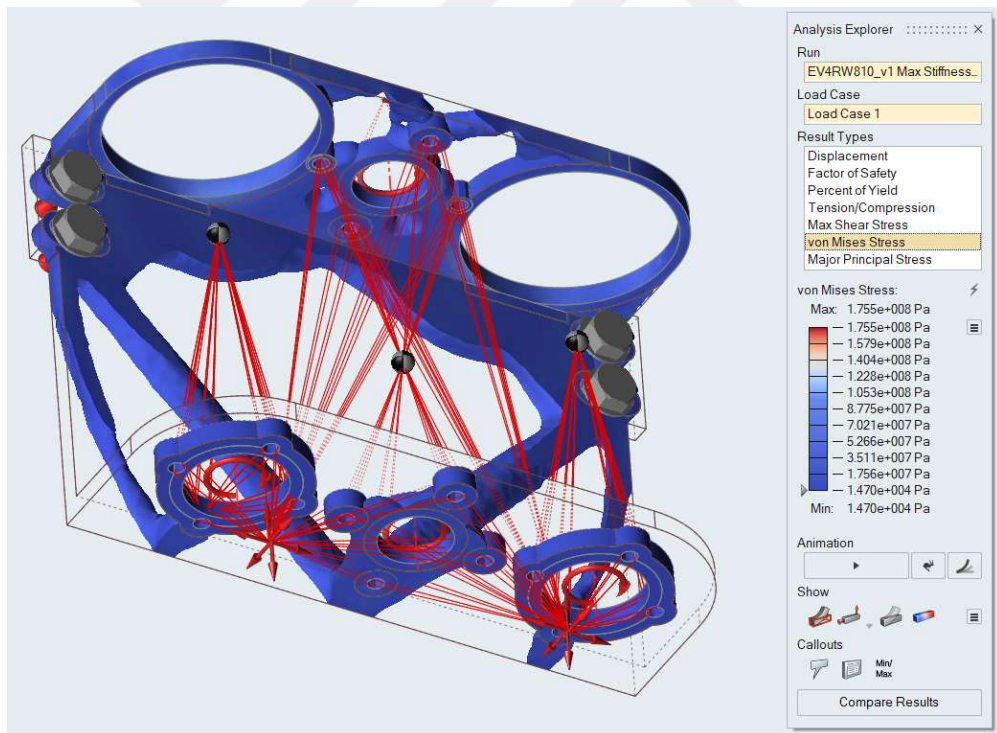 Analysis Explorer
Run
EV4RW810_v1 Max Stiffness...
Load Case
Load Case 1
Result Types
Displacement
Factor of Safety
Percent of Yield
Tension/Compression
Max Shear Stress
von Mises Stress
Major Principal Stress
von Mises Stress:
Max: 1.755e+008 Pa
1.755e+008 Pa
1.579e+008 Pa
1.404e+008 Pa
1.228e+008 Pa
1.053e+008 Pa
8.775e+007 Pa
7.021e+007 Pa
5.266e+007 Pa
3.511e+007 Pa
1.756e+007 Pa
1.470e+004 Pa
Min: 1.470e+004 Pa
Animation
Show
Callouts
Min/
Max
Compare Results